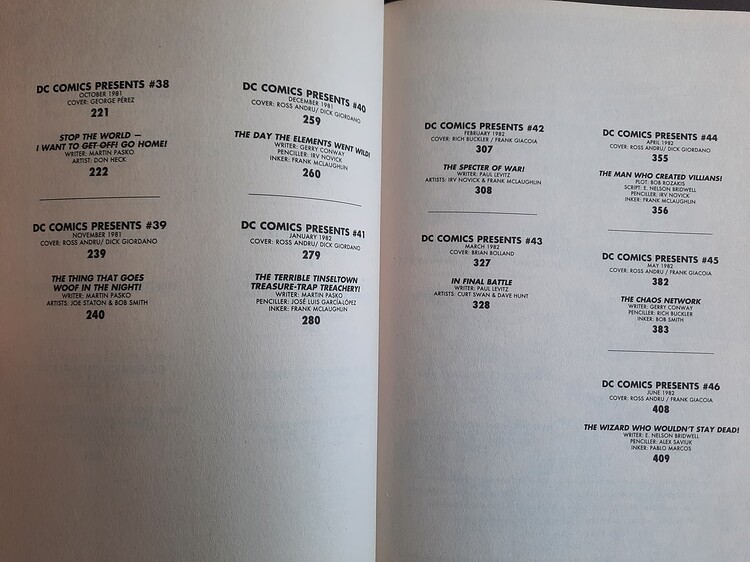 DC COMICS PRESENTS #38
OCTOBER 1981
COVER: GEORGE PÉREZ
221
STOP THE WORLD —
I WANT TO GET OFF! GO HOME!
WRITER: MARTIN PASKO
ARTIST: DON HECK
222
DC COMICS PRESENTS #39
NOVEMBER 1981
COVER: ROSS ANDRU/ DICK GIORDANO
239
THE THING THAT GOES
WOOF IN THE NIGHT!
WRITER: MARTIN PASKO
ARTISTS: JOE STATON & BOB SMITH
240
DC COMICS PRESENTS #40
DECEMBER 1981
COVER: ROSS ANDRU/ DICK GIORDANO
259
THE DAY THE ELEMENTS WENT WILD!
WRITER: GERRY CONWAY
PENCILLER: IRV NOVICK
INKER: FRANK MCLAUGHLIN
260
DC COMICS PRESENTS #41
JANUARY 1982
COVER: ROSS ANDRU/ DICK GIORDANO
279
THE TERRIBLE TINSELTOWN
TREASURE-TRAP TREACHERY!
WRITER: MARTIN PASKO
PENCILLER: JOSÉ LUIS GARCÍA-LÓPEZ
INKER: FRANK MCLAUGHLIN
280
DC COMICS PRESENTS #42
FEBRUARY 1982
COVER: RICH BUCKLER / FRANK GIACOIA
307
THE SPECTER OF WAR!
WRITER: PAUL LEVITZ
ARTISTS: IRV NOVICK & FRANK MCLAUGHLIN
308
DC COMICS PRESENTS #43
MARCH 1982
COVER: BRIAN BOLLAND
327
IN FINAL BATTLE
WRITER: PAUL LEVITZ
ARTISTS: CURT SWAN & DAVE HUNT
328
DC COMICS PRESENTS #44
APRIL 1982
COVER: ROSS ANDRU/ DICK GIORDANO
355
THE MAN WHO CREATED VILLIANS!
PLOT: BOB ROZAKIS
SCRIPT: E. NELSON BRIDWELL
PENCILLER: IRV NOVICK
INKER: FRANK MCLAUGHLIN
356
DC COMICS PRESENTS #45
MAY 1982
COVER: ROSS ANDRU / FRANK GIACOIA
382
THE CHAOS NETWORK
WRITER: GERRY CONWAY
PENCILLER: RICH BUCKLER
INKER: BOB SMITH
383
DC COMICS PRESENTS #46
JUNE 1982
COVER: ROSS ANDRU / FRANK GIACOIA
408
THE WIZARD WHO WOULDN'T STAY DEAD!
WRITER: E. NELSON BRIDWELL
PENCILLER: ALEX SAVIUK
INKER: PABLO MARCOS
409